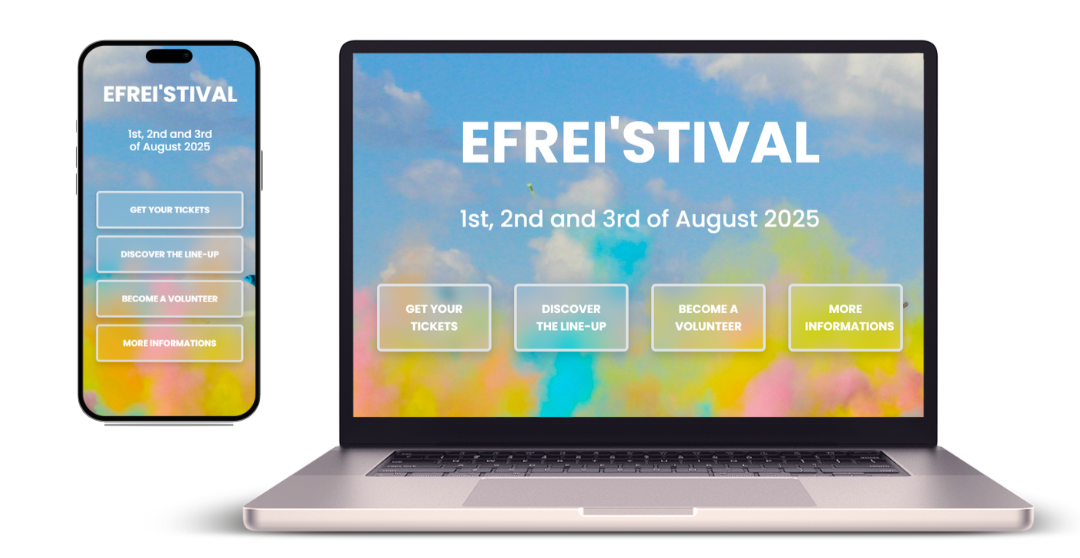 EFREI'STIVAL
1st, 2nd and 3rd
of August 2025
GET YOUR TICKETS
DISCOVER THE LINE-UP
BECOME A VOLUNTEER
MORE INFORMATIONS
EFREI'STIVAL
1st, 2nd and 3rd of August 2025
GET YOUR
TICKETS
DISCOVER
THE LINE-UP
BECOME A
VOLUNTEER
MORE
INFORMATIONS